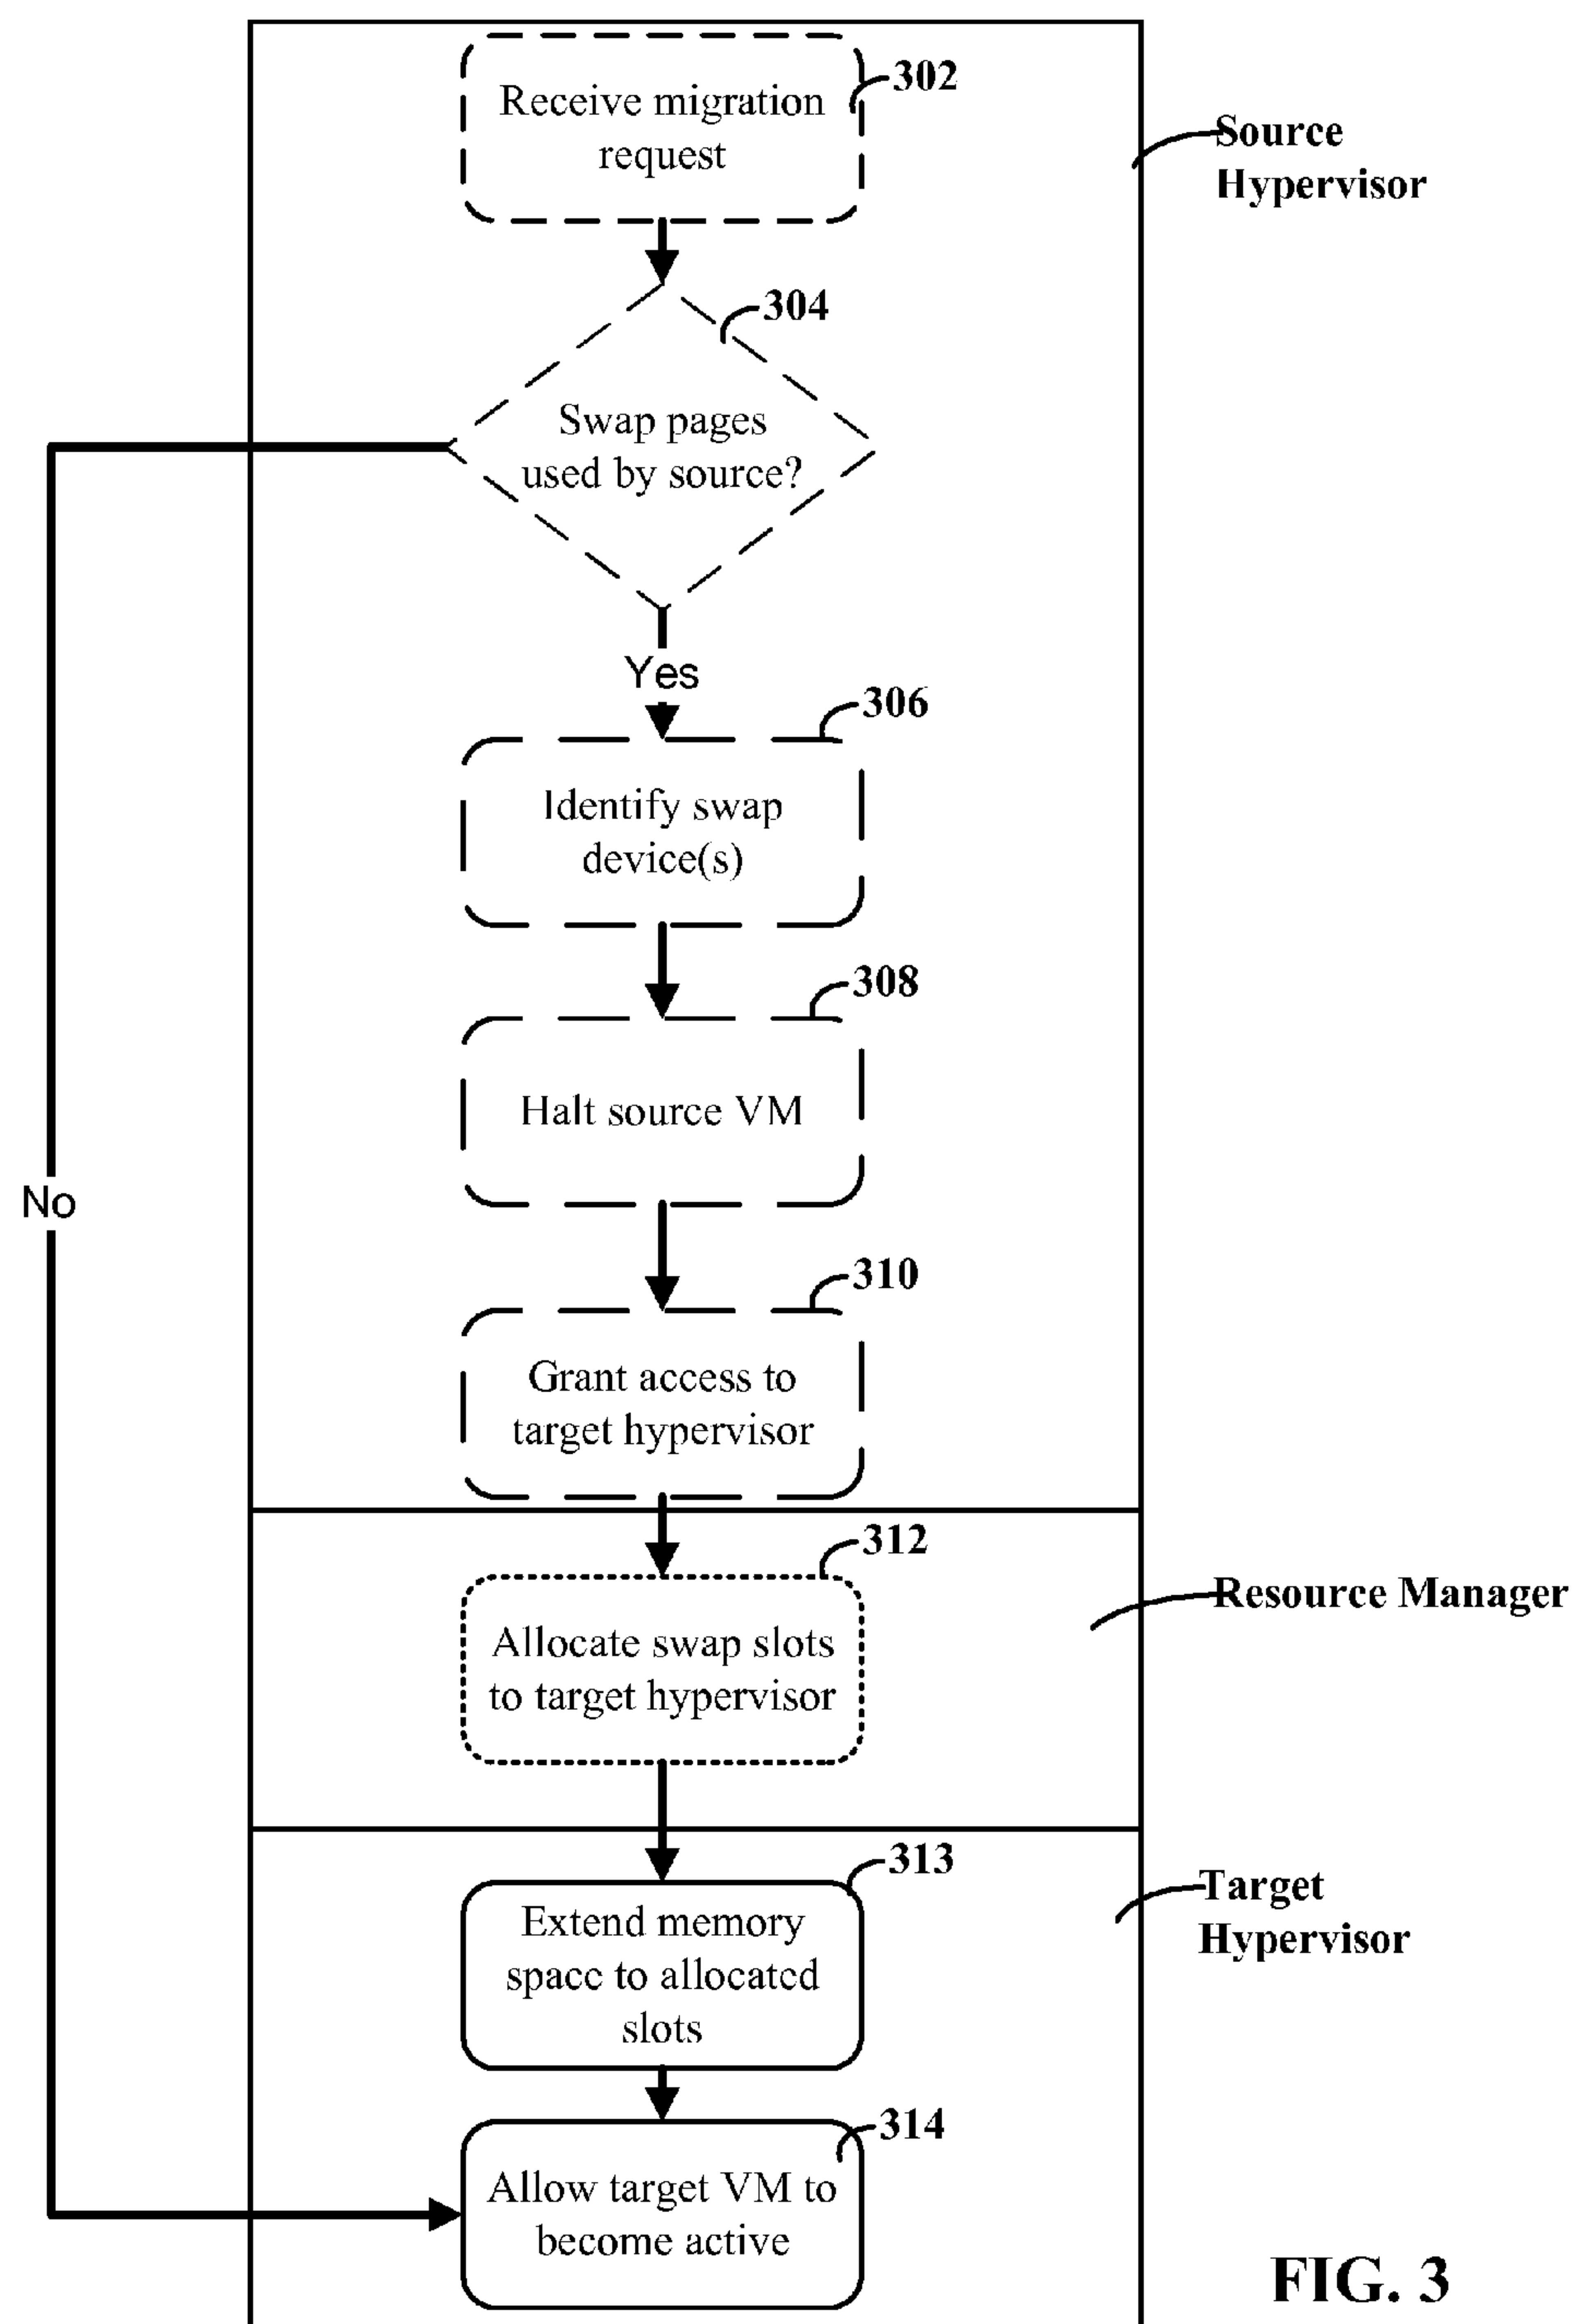 Receive migration
request
302
Source
Hypervisor
304
Swap pages
used by source?
Yes
306
Identify swap
device(s)
308
Halt source VM
No
310
Grant access to
target hypervisor
312
Allocate swap slots
to target hypervisor
Resource Manager
313
Extend memory
space to allocated
slots
Target
Hypervisor
314
Allow target VM to
become active
FIG. 3